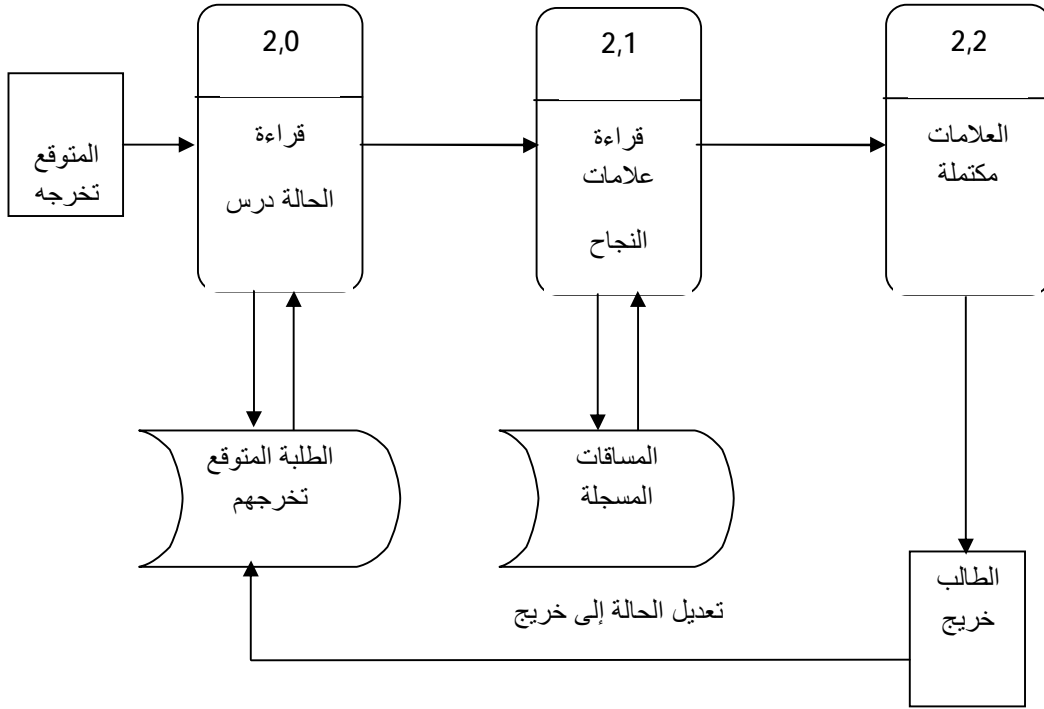 2,0
2,1
2,2
المتوقع
تخرجه
قراءة
الحالة درس
قراءة
علامات
النجاح
العلامات
مكتملة
الطلبة المتوقع
تخرجهم
المساقات
المسجلة
الطالب
خريج
تعديل الحالة إلى خريج